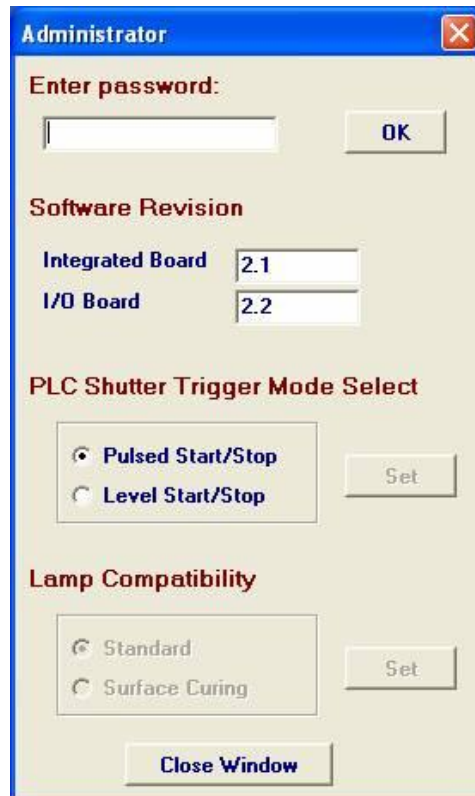 Administrator
Enter password:
OK
Software Revision
Integrated Board 2.1
I/O Board 2.2
PLC Shutter Trigger Mode Select
Pulsed Start/Stop
Level Start/Stop
Set
Lamp Compatibility
Standard
Surface Curing
Set
Close Window